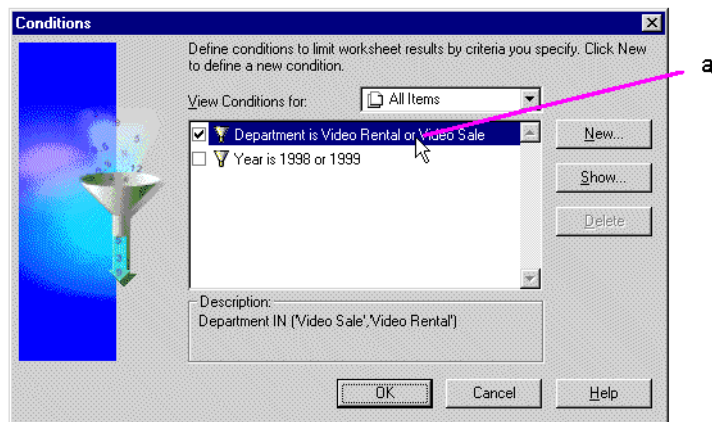 Conditions
Define conditions to limit worksheet results by criteria you specify. Click New
to define a new condition.
a
View Conditions for:
All Items
Department is Video Rental or Video Sale
New...
Year is 1998 or 1999
Show...
Delete
Description:
Department IN ('Video Sale','Video Rental')
OK
Cancel
Help